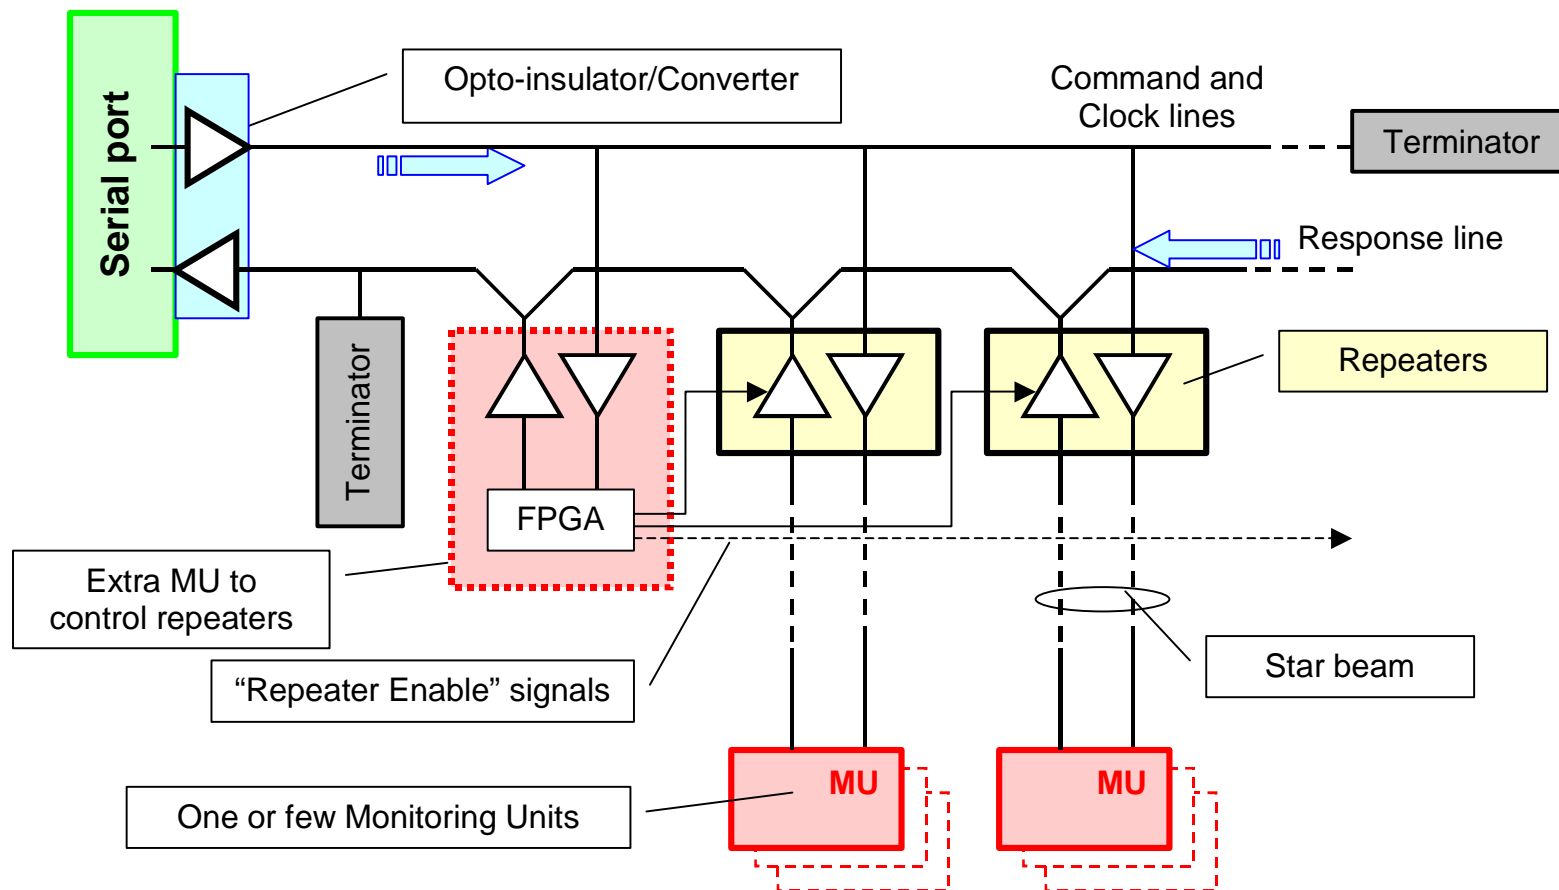 Serial port
Opto-insulator/Converter
Command and
Clock lines
Terminator
Response line
Terminator
Repeaters
FPGA
Extra MU to
control repeaters
“Repeater Enable” signals
Star beam
MU
MU
One or few Monitoring Units